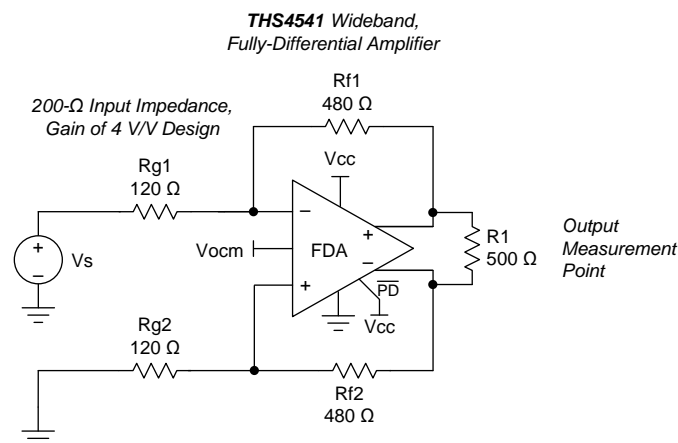 THS4541 Wideband,
Fully-Differential Amplifier
200-Ω Input Impedance,
Gain of 4 V/V Design
Rf1
480 Ω
Vcc
Rg1
120 Ω
−
+
Vocm
FDA
+
−
Vs
+
−
R1
500 Ω
Output
Measurement
Point
PD
Vcc
Rg2
120 Ω
Rf2
480 Ω